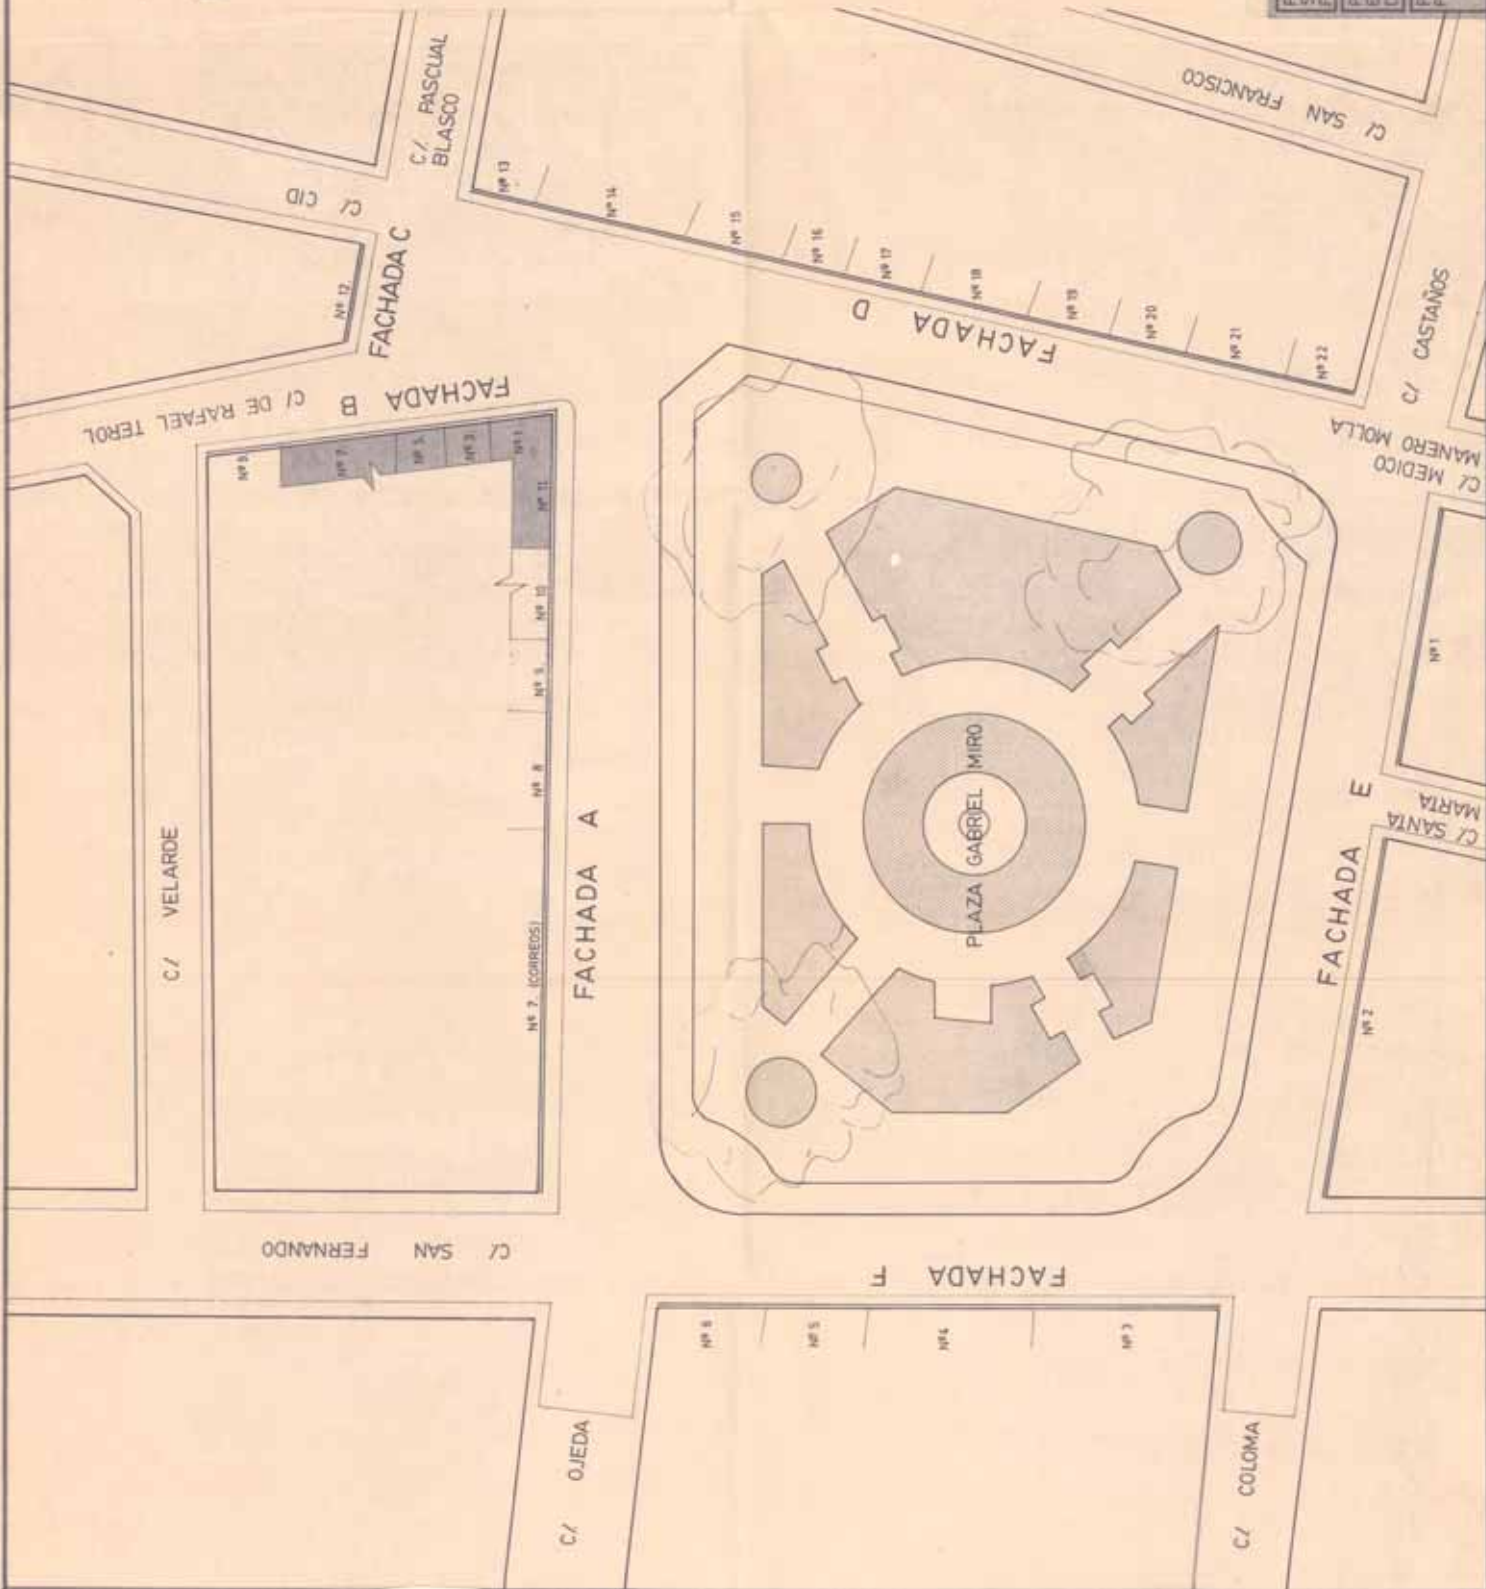 C/ PASCUAL
BLASCO
C/ SAN FRANCISCO
C/ CID
FACHADA C
Nº 12
Nº 13
Nº 14
Nº 15
Nº 16
Nº 17
Nº 18
Nº 19
Nº 20
Nº 21
Nº 22
FACHADA D
C/ CASTAÑOS
C/ MEDICO
MANERO MOLLA
C/ DE RAFAEL TEROL
FACHADA B
Nº 9
Nº 7
Nº 5
Nº 3
Nº 1
Nº 11
Nº 10
Nº 9
Nº 8
Nº 7 (CORREOS)
FACHADA A
C/ VELARDE
PLAZA GABRIEL MIRO
Nº 1
C/ SANTA
MARTA
FACHADA E
Nº 2
C/ SAN FERNANDO
FACHADA F
Nº 6
Nº 5
Nº 4
Nº 3
C/ OJEDA
C/ COLOMA